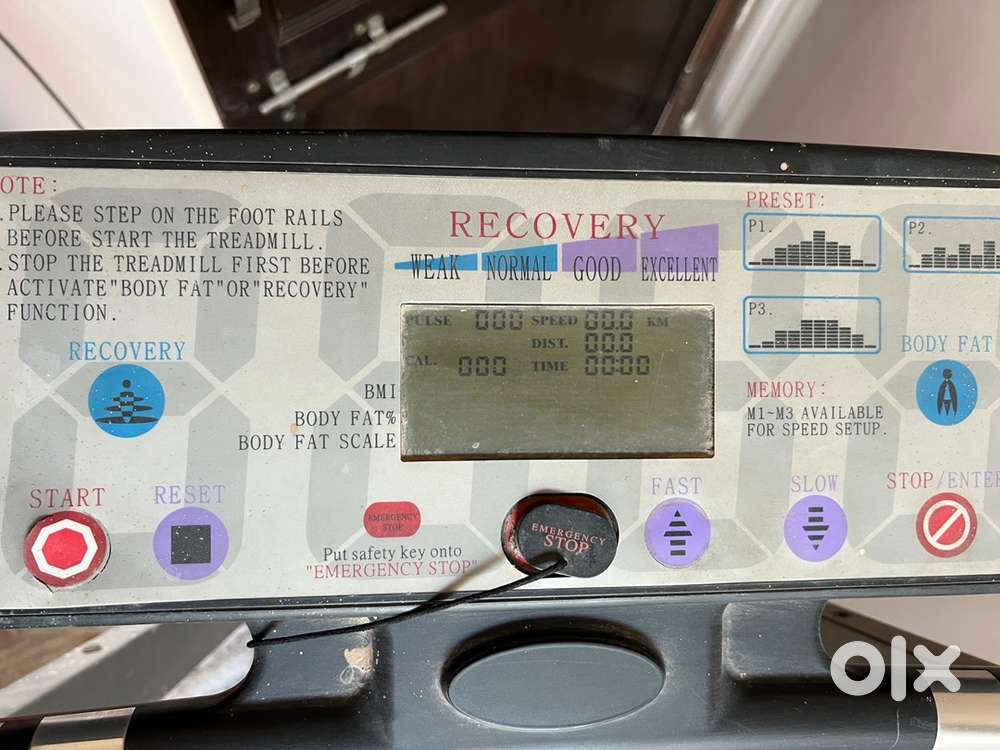 OTE:
.PLEASE STEP ON THE FOOT RAILS
BEFORE START THE TREADMILL.
.STOP THE TREADMILL FIRST BEFORE
ACTIVATE"BODY FAT"OR"RECOVERY"
FUNCTION.
RECOVERY
WEAK NORMAL GOOD EXCELLENT
PRESET:
P1.
P2.
P3.
PULSE 000 SPEED 00.0 KM
DIST. 00.0
CAL. 000 TIME 00:00
BMI
BODY FAT%
BODY FAT SCALE
RECOVERY
BODY FAT
MEMORY:
M1~M3 AVAILABLE
FOR SPEED SETUP.
START
RESET
EMERGENCY
STOP
Put safety key onto
"EMERGENCY STOP"
EMERGENCY
STOP
FAST
SLOW
STOP/ENTER
olx